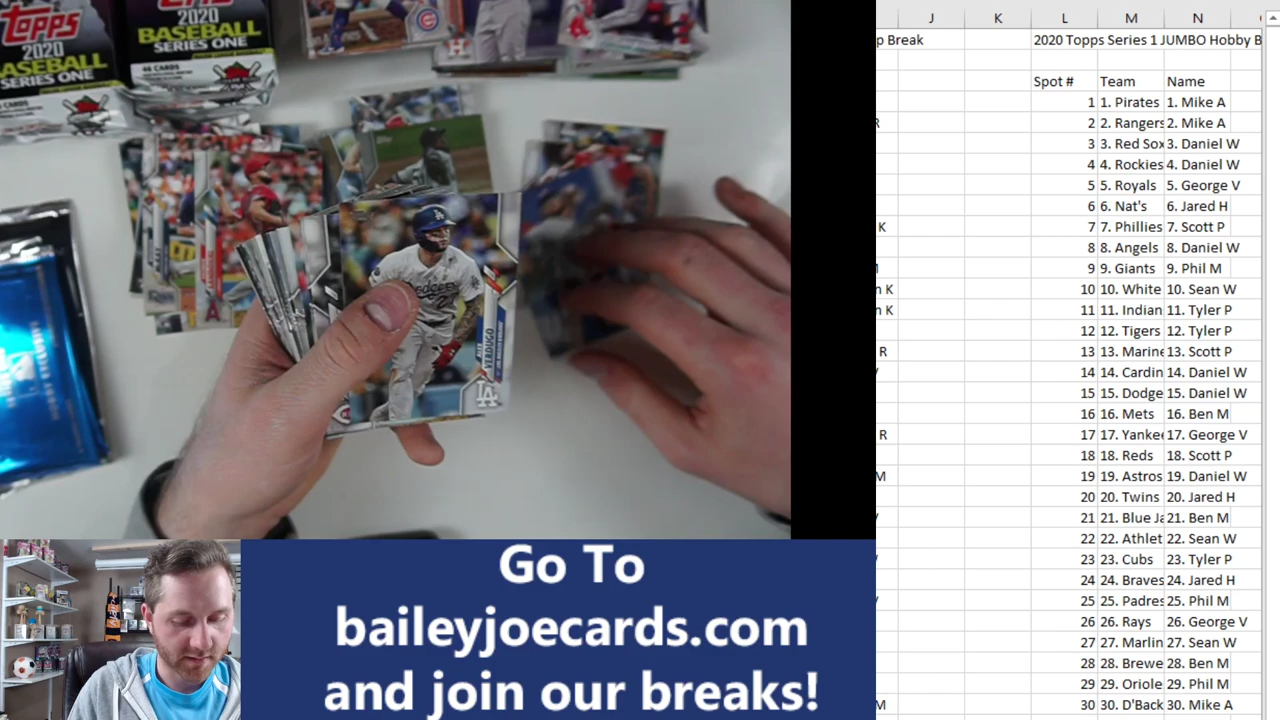 TOPPS
2020
BASEBALL
SERIES ONE
CARDS
2020
BASEBALL
SERIES ONE
46 CARDS
ALEX
VERDUGO
LA
Go To
baileyjoecards.com
and join our breaks!
J K L M N
p Break 2020 Topps Series 1 JUMBO Hobby B
Spot # Team Name
1 1. Pirates 1. Mike A
R 2 2. Rangers 2. Mike A
3 3. Red Sox 3. Daniel W
4 4. Rockies 4. Daniel W
5 5. Royals 5. George V
6 6. Nat's 6. Jared H
K 7 7. Phillies 7. Scott P
8 8. Angels 8. Daniel W
9 9. Giants 9. Phil M
n K 10 10. White 10. Sean W
n K 11 11. Indian 11. Tyler P
12 12. Tigers 12. Tyler P
R 13 13. Marine 13. Scott P
14 14. Cardin 14. Daniel W
15 15. Dodge 15. Daniel W
16 16. Mets 16. Ben M
R 17 17. Yankee 17. George V
18 18. Reds 18. Scott P
M 19 19. Astros 19. Daniel W
20 20. Twins 20. Jared H
21 21. Blue Ja 21. Ben M
22 22. Athlet 22. Sean W
23 23. Cubs 23. Tyler P
24 24. Braves 24. Jared H
25 25. Padres 25. Phil M
26 26. Rays 26. George V
27 27. Marlin 27. Sean W
28 28. Brewe 28. Ben M
29 29. Oriole 29. Phil M
M 30 30. D'Back 30. Mike A